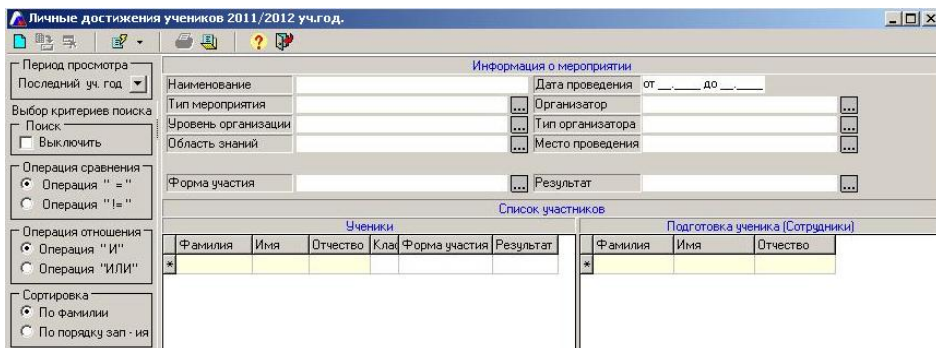 Личные достижения учеников 2011/2012 уч.год.
Период просмотра
Последний уч. год
Выбор критериев поиска
Поиск
Выключить
Операция сравнения
Операция " = "
Операция "!= "
Операция отношения
Операция "И"
Операция "ИЛИ"
Сортировка
По фамилии
По порядку зап - ия
Информация о мероприятии
Наименование
Дата проведения от __.____ до __.____
Тип мероприятия ... Организатор ...
Уровень организации ... Тип организатора ...
Область знаний ... Место проведения ...
Форма участия ... Результат ...
Список участников
Ученики
Фамилия Имя Отчество Клас Форма участия Результат
*
Подготовка ученика (Сотрудники)
Фамилия Имя Отчество
*